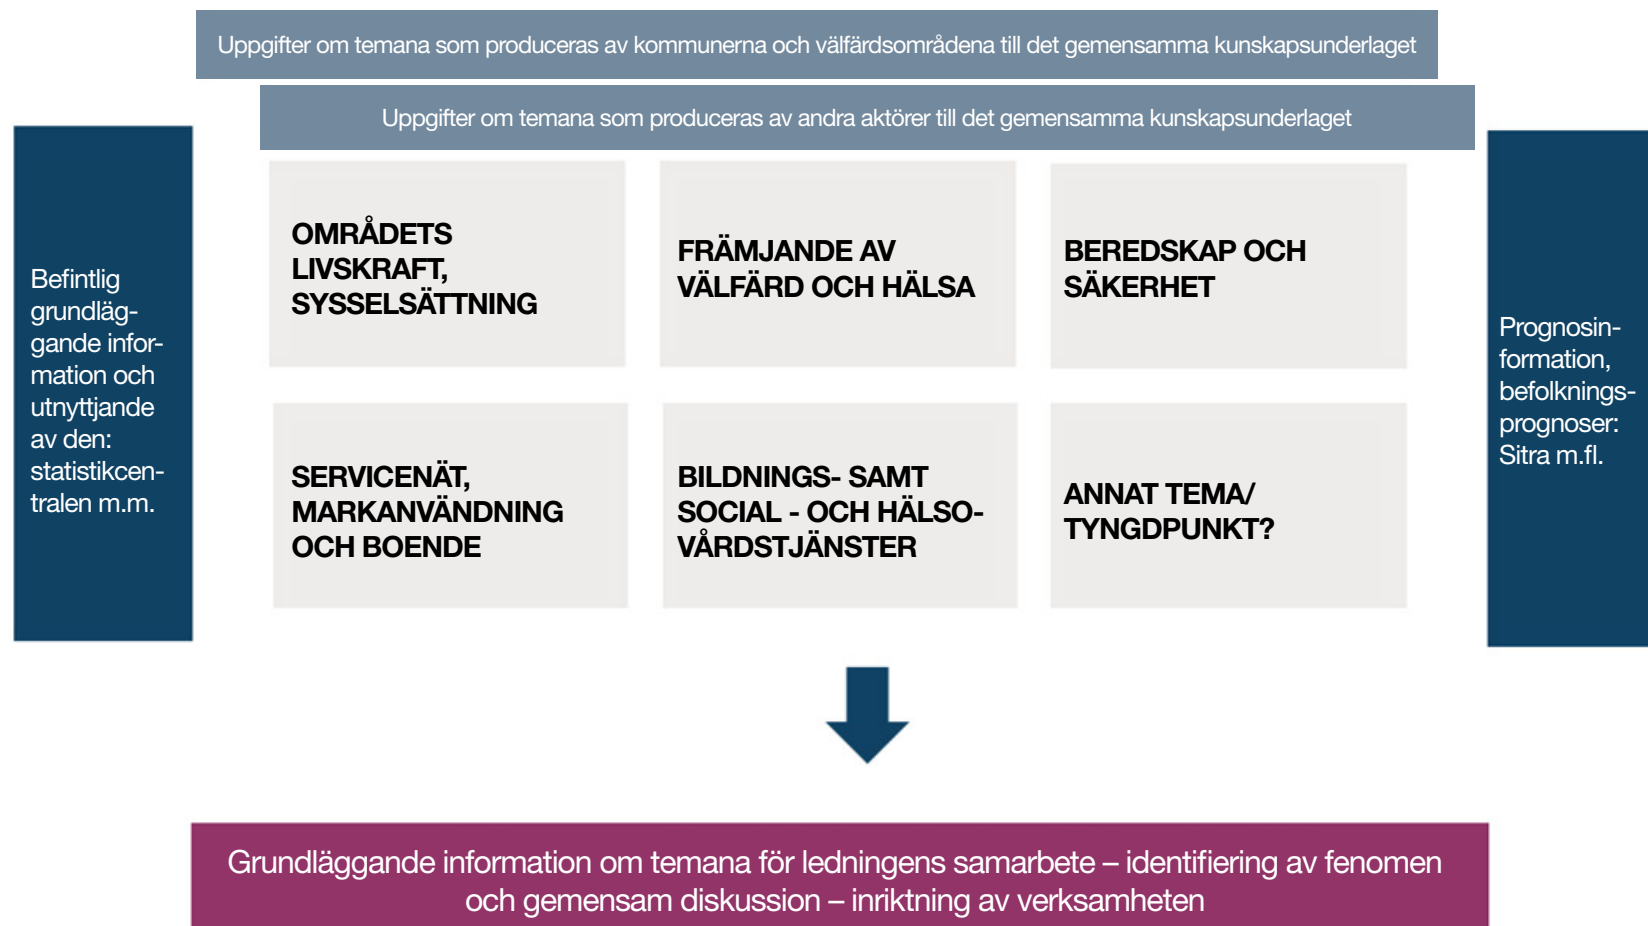 Uppgifter om temana som produceras av kommunerna och välfärdsområdena till det gemensamma kunskapsunderlaget
Uppgifter om temana som produceras av andra aktörer till det gemensamma kunskapsunderlaget
Befintlig
grundläg-
gande infor-
mation och
utnyttjande
av den:
statistikcen-
tralen m.m.
OMRÅDETS
LIVSKRAFT,
SYSSELSÄTTNING
FRÄMJANDE AV
VÄLFÄRD OCH HÄLSA
BEREDSKAP OCH
SÄKERHET
SERVICENÄT,
MARKANVÄNDNING
OCH BOENDE
BILDNINGS- SAMT
SOCIAL - OCH HÄLSO-
VÅRDSTJÄNSTER
ANNAT TEMA/
TYNGDPUNKT?
Prognosin-
formation,
befolknings-
prognoser:
Sitra m.fl.
Grundläggande information om temana för ledningens samarbete – identifiering av fenomen
och gemensam diskussion – inriktning av verksamheten